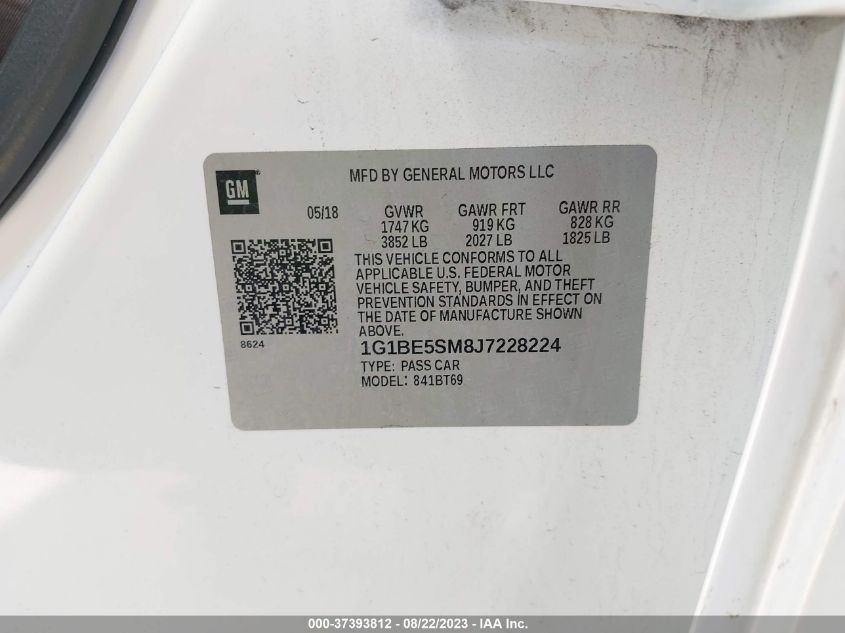 GM
MFD BY GENERAL MOTORS LLC
05/18 GVWR GAWR FRT GAWR RR
1747 KG 919 KG 828 KG
3852 LB 2027 LB 1825 LB
THIS VEHICLE CONFORMS TO ALL
APPLICABLE U.S. FEDERAL MOTOR
VEHICLE SAFETY, BUMPER, AND THEFT
PREVENTION STANDARDS IN EFFECT ON
THE DATE OF MANUFACTURE SHOWN
ABOVE.
8624
1G1BE5SM8J7228224
TYPE: PASS CAR
MODEL: 841BT69
000-37393812 - 08/22/2023 - IAA Inc.